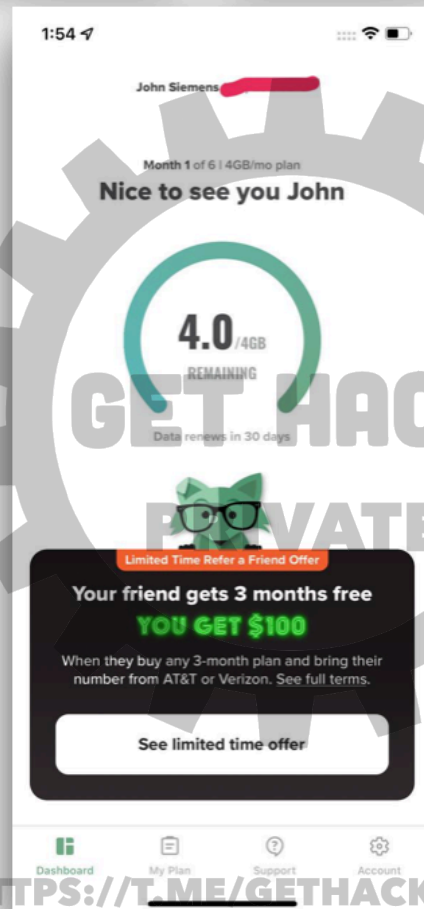 1:54
John Siemens
Month 1 of 6 | 4GB/mo plan
Nice to see you John
4.0/4GB
REMAINING
GET HAC
Data renews in 30 days
Limited Time Refer a Friend Offer
Your friend gets 3 months free
YOU GET $100
When they buy any 3-month plan and bring their
number from AT&T or Verizon. See full terms.
See limited time offer
Dashboard
My Plan
Support
Account
TPS://T.ME/GETHACK